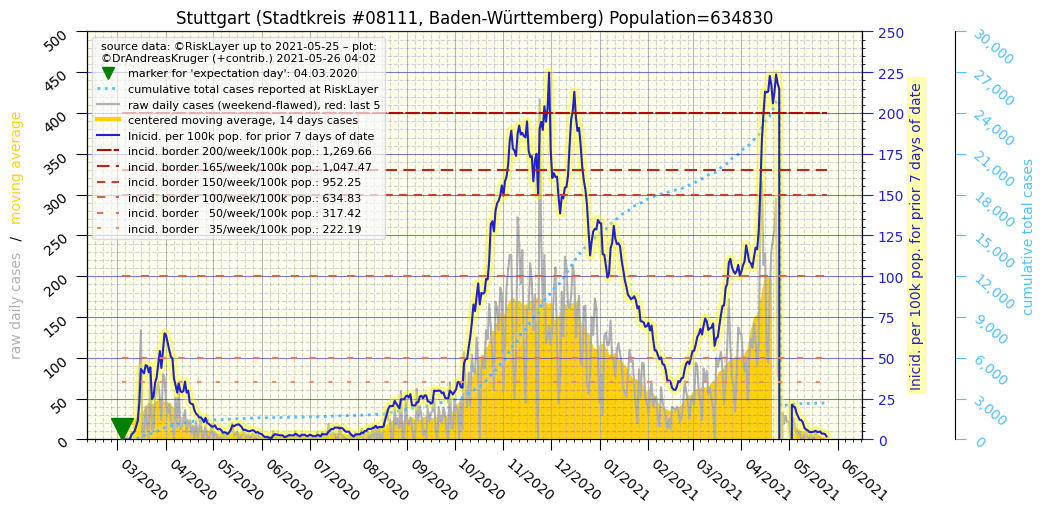 Stuttgart (Stadtkreis #08111, Baden-Württemberg) Population=634830
source data: ©RiskLayer up to 2021-05-25 – plot:
©DrAndreasKruger (+contrib.) 2021-05-26 04:02
marker for 'expectation day': 04.03.2020
cumulative total cases reported at RiskLayer
raw daily cases (weekend-flawed), red: last 5
centered moving average, 14 days cases
Inicid. per 100k pop. for prior 7 days of date
incid. border 200/week/100k pop.: 1,269.66
incid. border 165/week/100k pop.: 1,047.47
incid. border 150/week/100k pop.: 952.25
incid. border 100/week/100k pop.: 634.83
incid. border   50/week/100k pop.: 317.42
incid. border   35/week/100k pop.: 222.19
raw daily cases   /   moving average
500
450
400
350
300
250
200
150
100
50
0
250
225
200
175
150
125
100
75
50
25
0
Inicid. per 100k pop. for prior 7 days of date
30,000
27,000
24,000
21,000
18,000
15,000
12,000
9,000
6,000
3,000
0
cumulative total cases
03/2020
04/2020
05/2020
06/2020
07/2020
08/2020
09/2020
10/2020
11/2020
12/2020
01/2021
02/2021
03/2021
04/2021
05/2021
06/2021